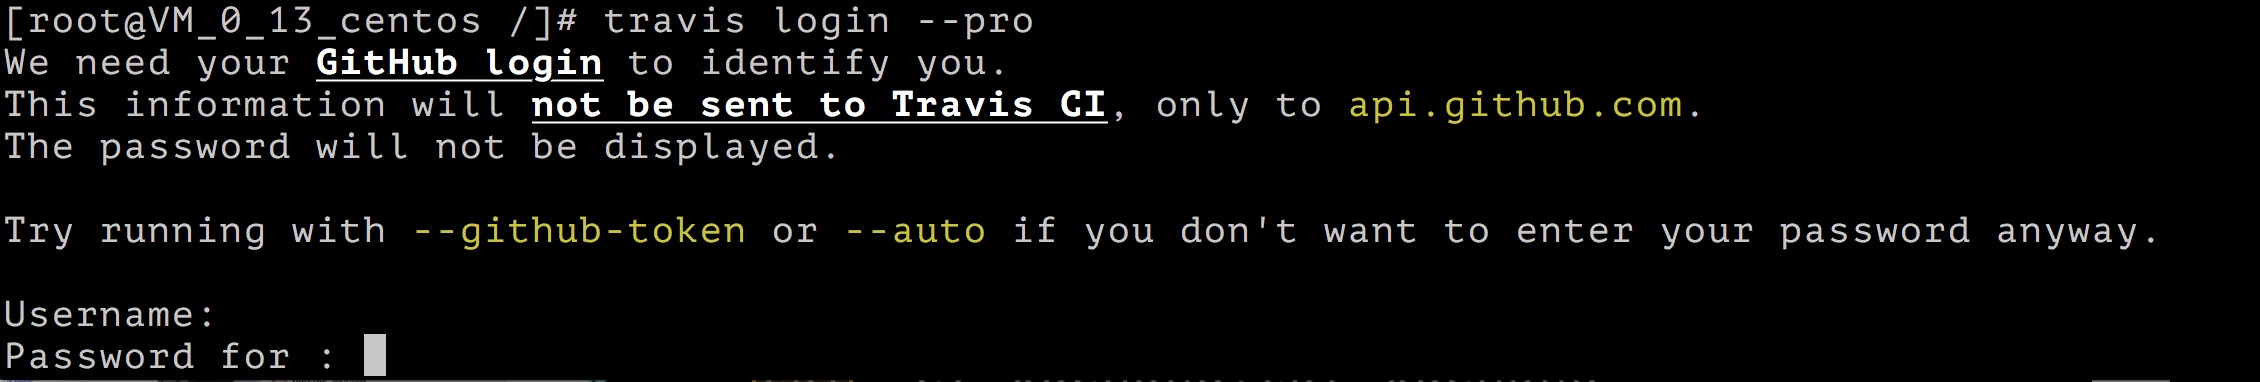 [root@VM_0_13_centos /]# travis login --pro
We need your GitHub login to identify you.
This information will not be sent to Travis CI, only to api.github.com.
The password will not be displayed.
Try running with --github-token or --auto if you don't want to enter your password anyway.
Username:
Password for :